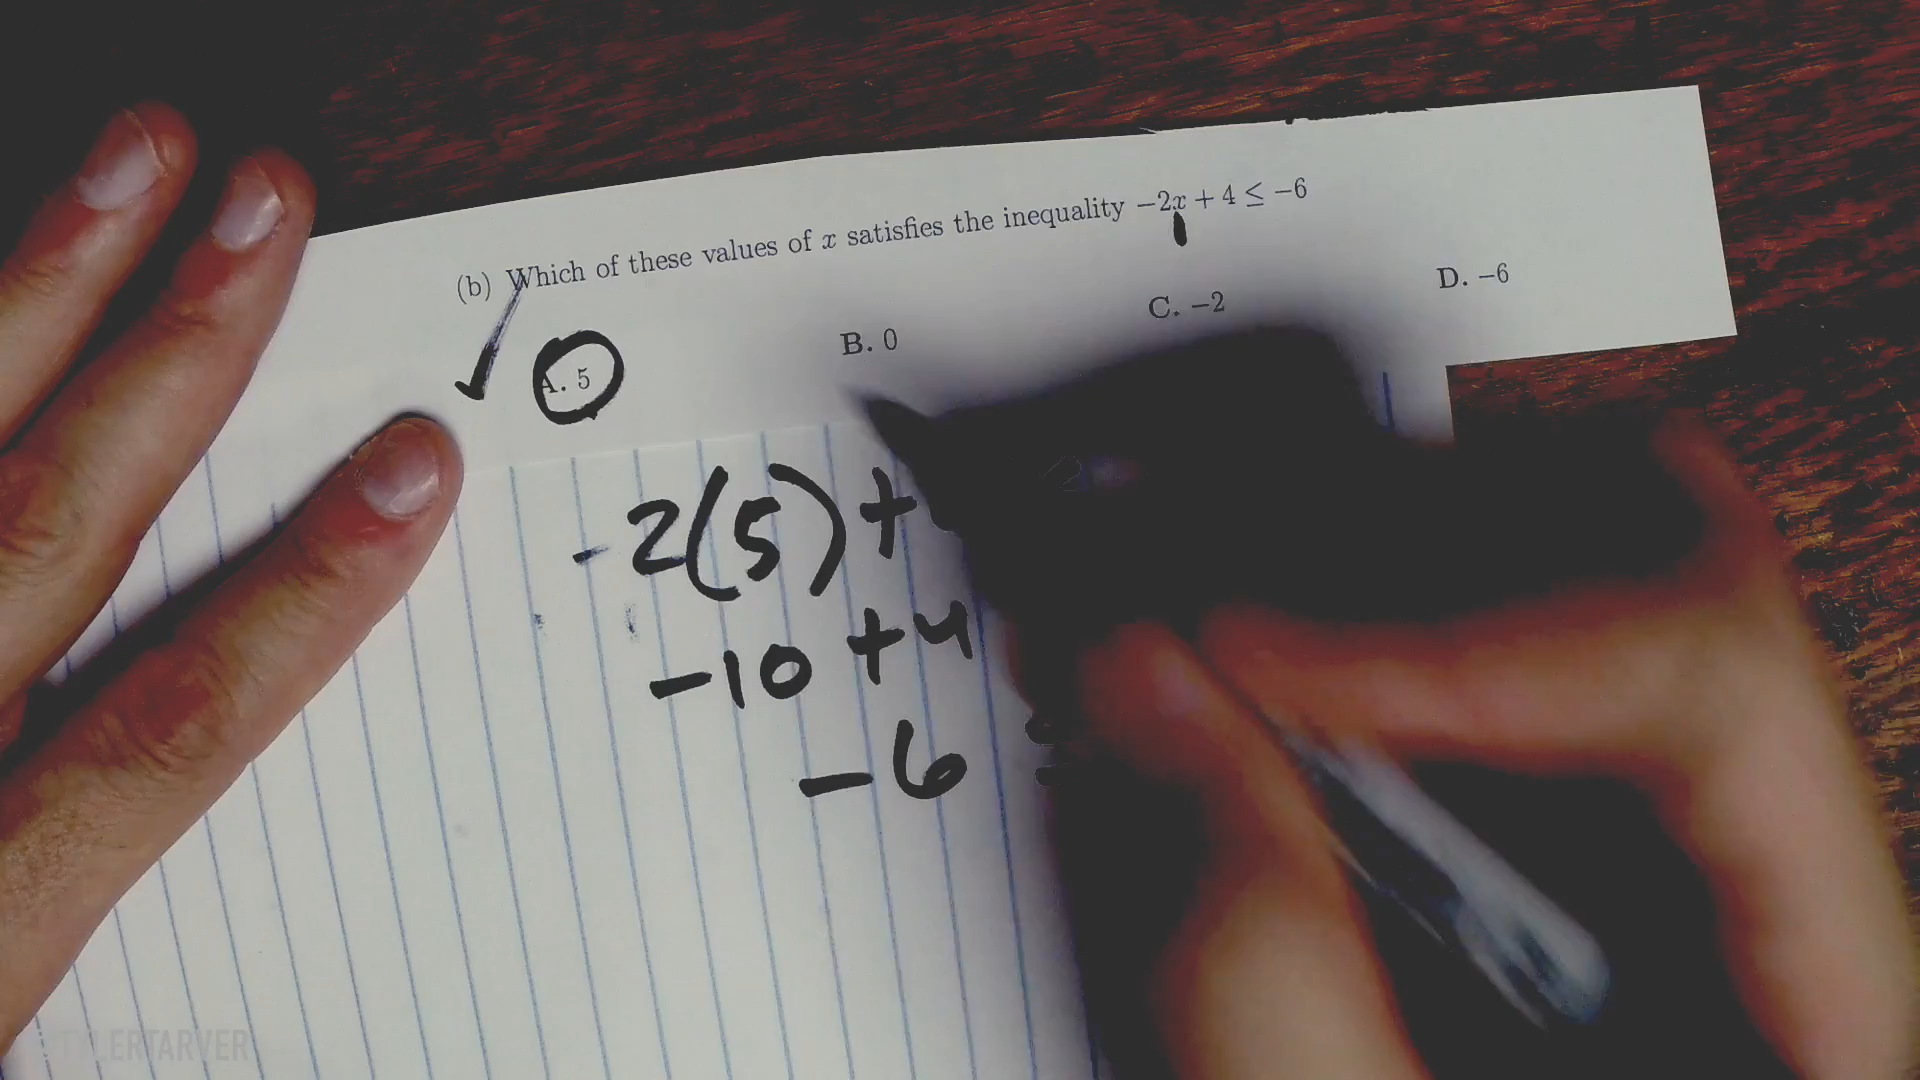 (b) Which of these values of x satisfies the inequality −2x + 4 ≤ −6
A. 5 B. 0 C. −2 D. −6
-2(5)+
-10 +4
-6
TYLERTARVER